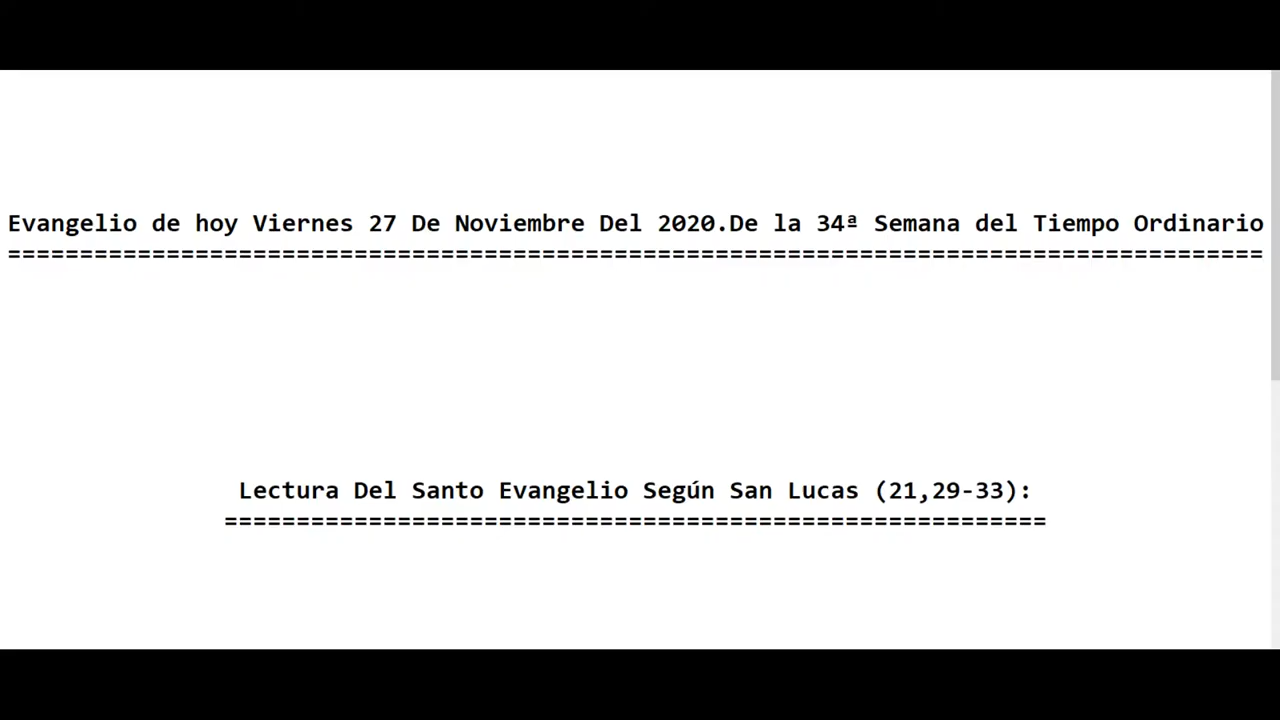 Evangelio de hoy Viernes 27 De Noviembre Del 2020.De la 34ª Semana del Tiempo Ordinario
=======================================================================================
Lectura Del Santo Evangelio Según San Lucas (21,29-33):
=========================================================